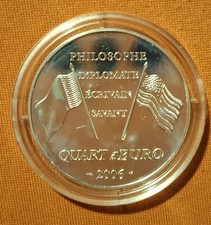 PHILOSOPHE
DIPLOMATE
ÉCRIVAIN
SAVANT
QUART d'EURO
2006